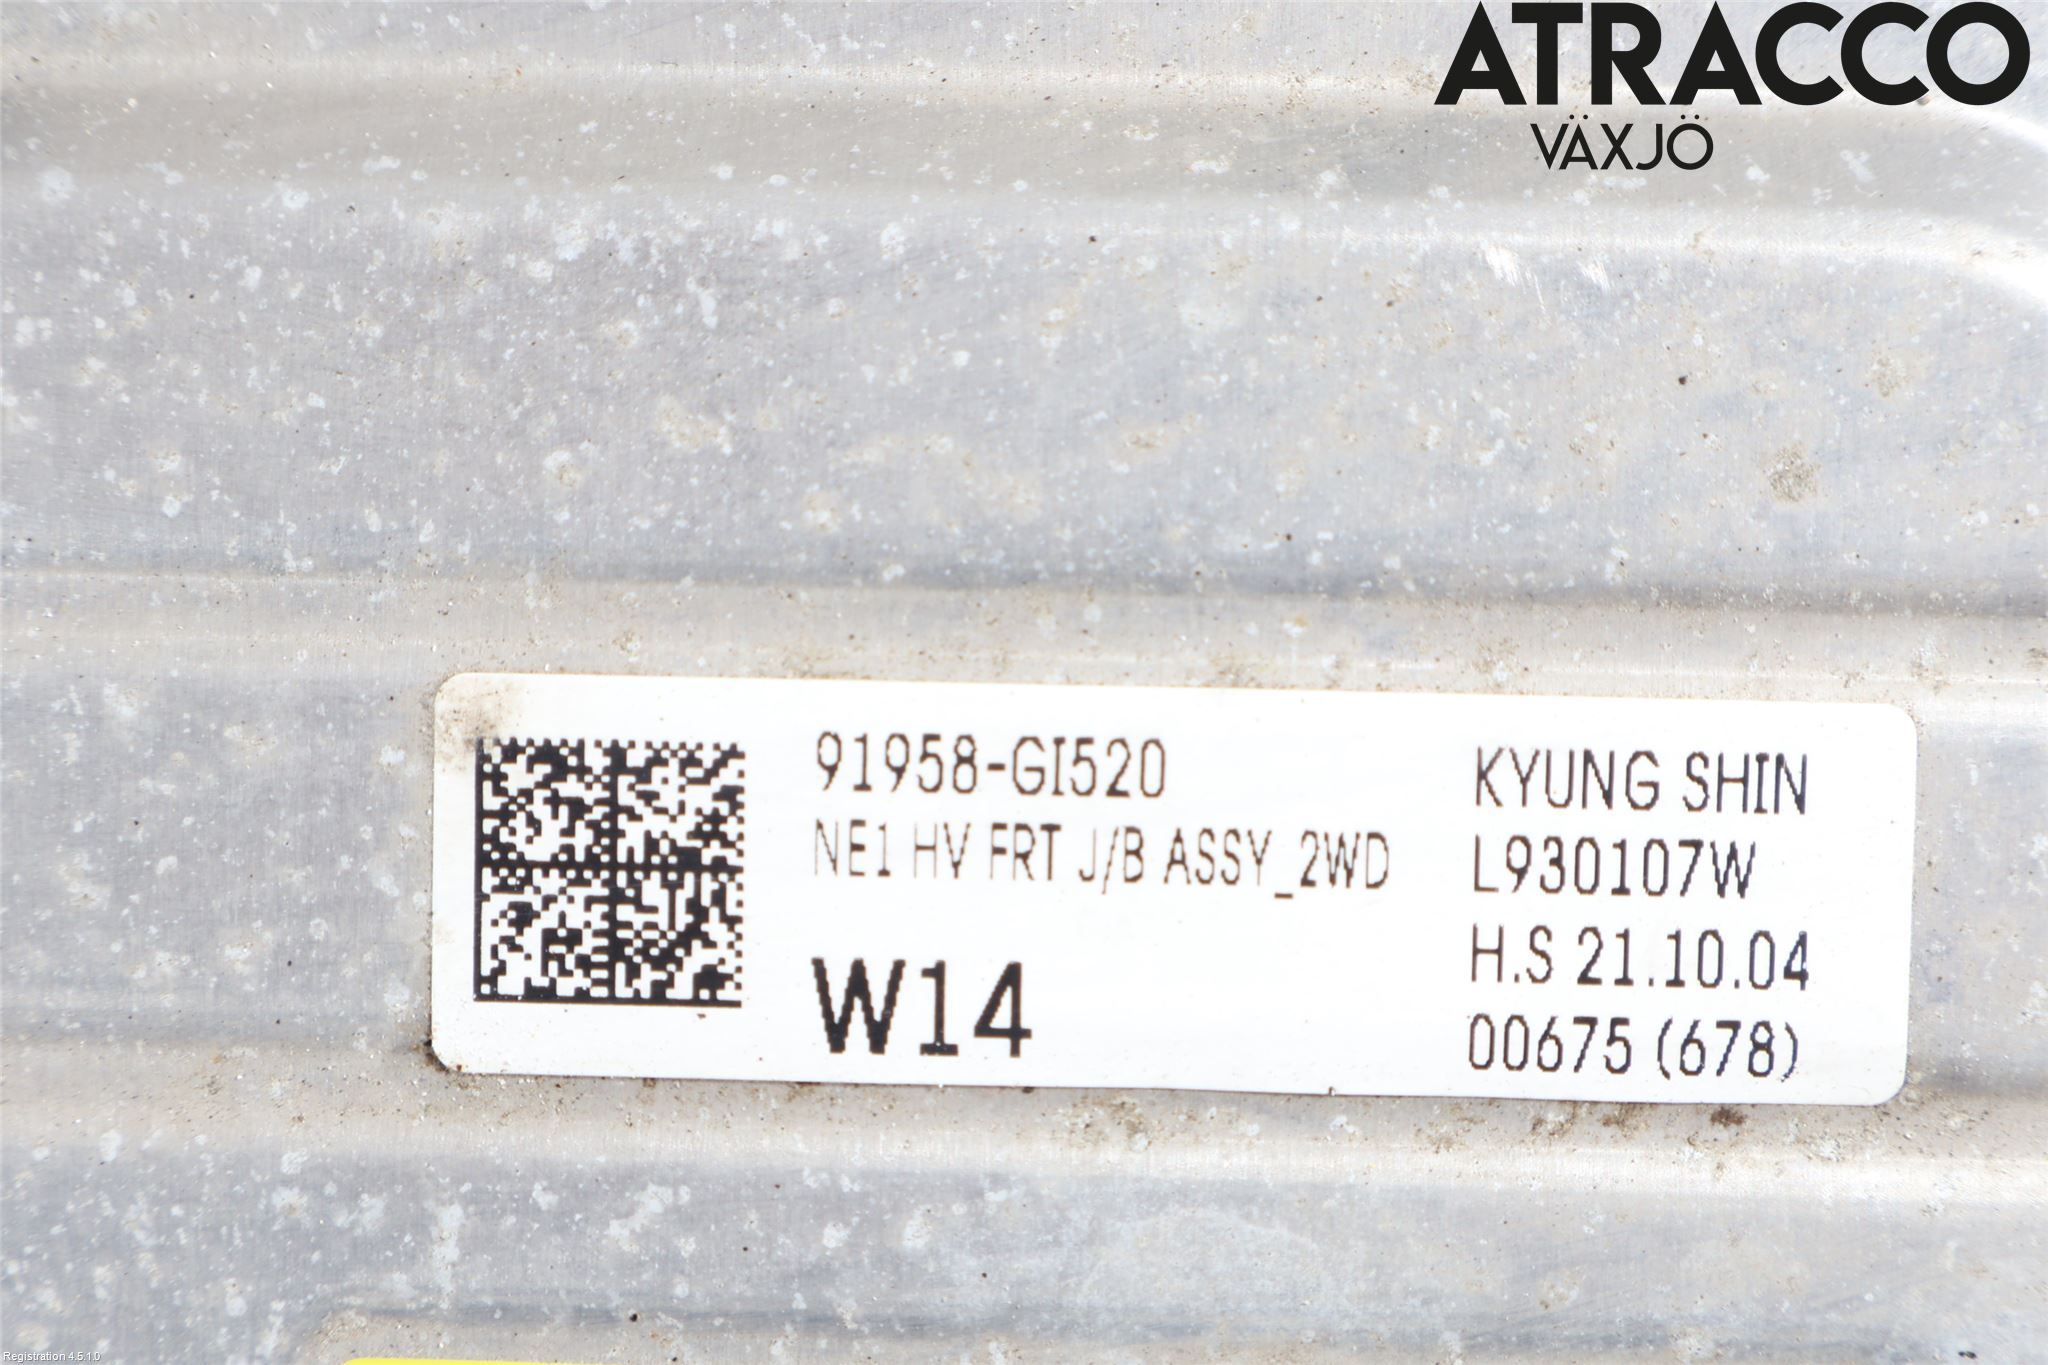 ATRACCO
VÄXJÖ
91958-GI520
NE1 HV FRT J/B ASSY_2WD
W14
KYUNG SHIN
L930107W
H.S 21.10.04
00675 (678)
Registration 4.5.1.0